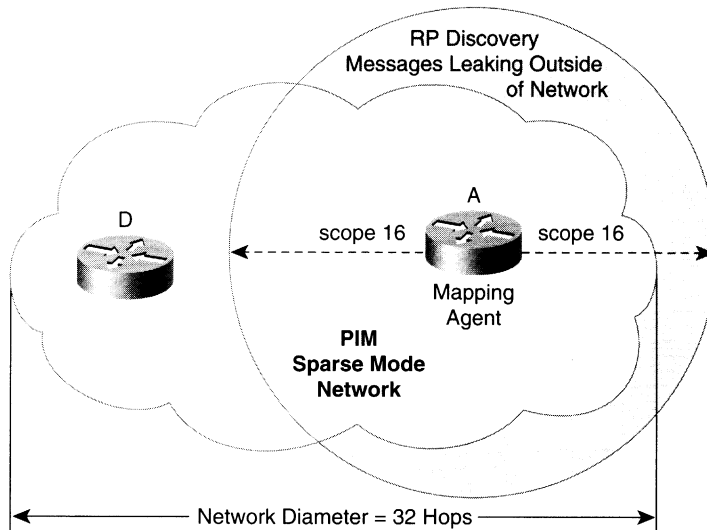 RP Discovery
Messages Leaking Outside
of Network
D
A
scope 16
scope 16
Mapping
Agent
PIM
Sparse Mode
Network
Network Diameter = 32 Hops